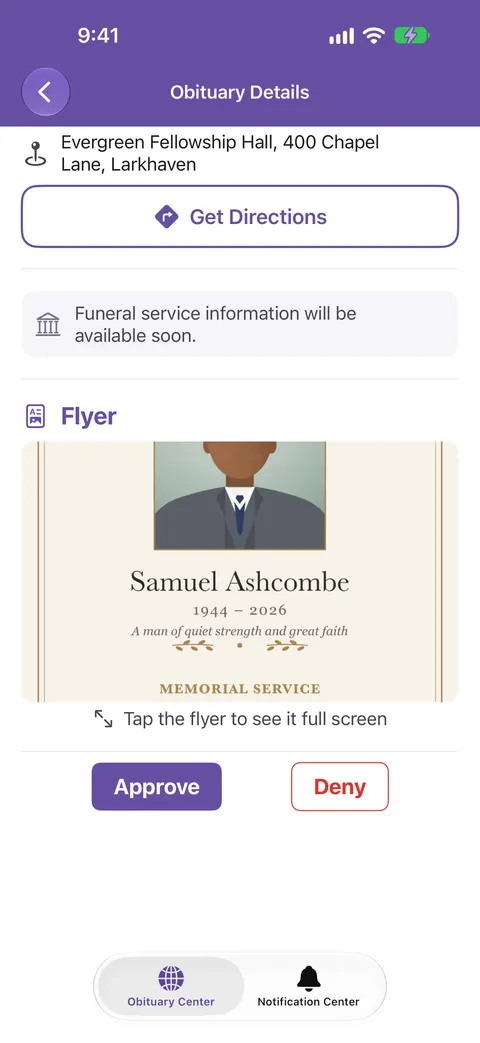 9:41
Obituary Details
Evergreen Fellowship Hall, 400 Chapel
Lane, Larkhaven
Get Directions
Funeral service information will be
available soon.
Flyer
Samuel Ashcombe
1944 – 2026
A man of quiet strength and great faith
MEMORIAL SERVICE
Tap the flyer to see it full screen
Approve
Deny
Obituary Center
Notification Center